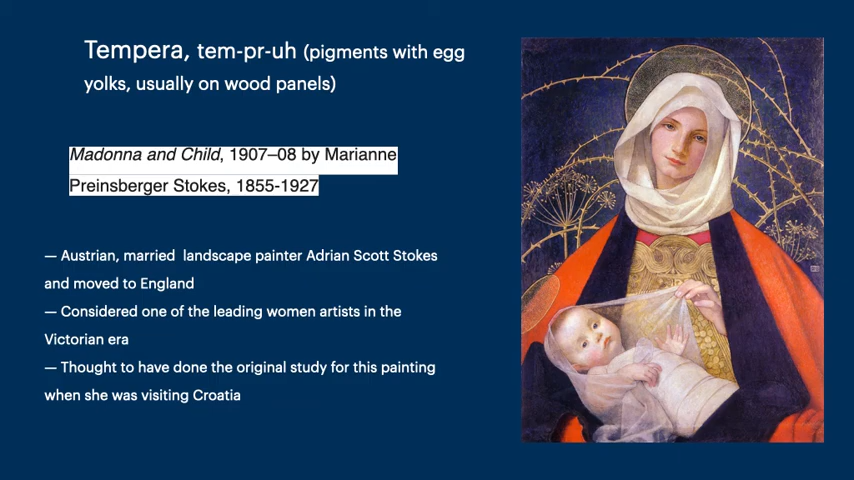 Tempera, tem-pr-uh (pigments with egg
yolks, usually on wood panels)
Madonna and Child, 1907–08 by Marianne
Preinsberger Stokes, 1855-1927
— Austrian, married landscape painter Adrian Scott Stokes
and moved to England
— Considered one of the leading women artists in the
Victorian era
— Thought to have done the original study for this painting
when she was visiting Croatia